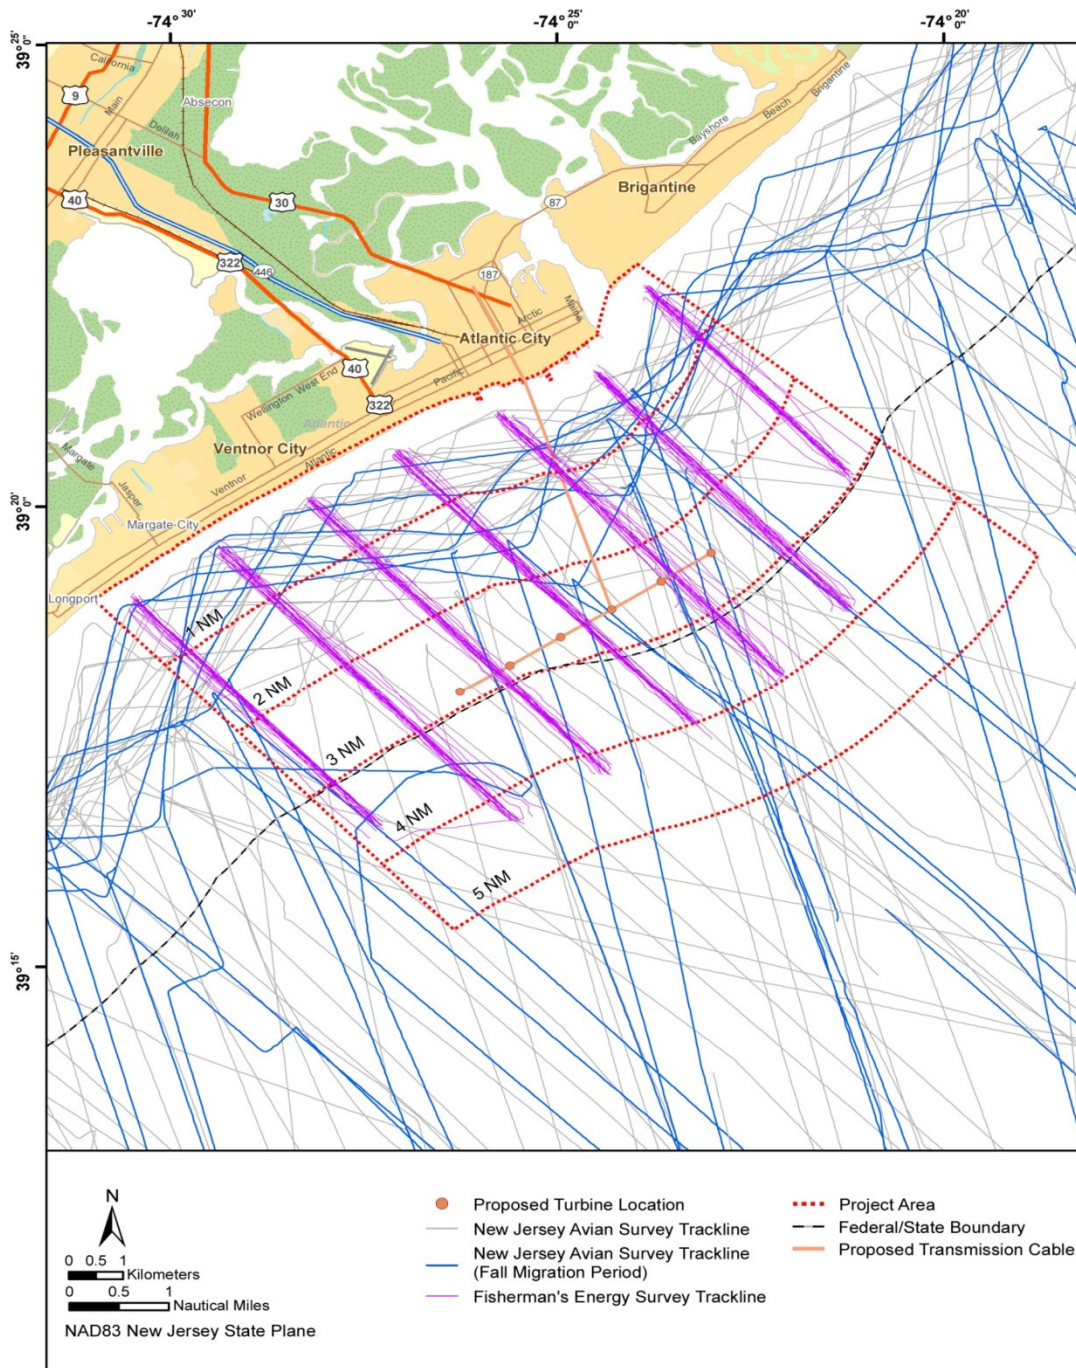 -74° 30' 0"
-74° 25' 0"
-74° 20' 0"
39° 25' 0"
39° 20' 0"
39° 15'
California
9
Main
Absecon
Delilah
Pleasantville
40
30
322
446
Brigantine
Beach
Bayshore
Brigantine
87
187
Arctic
Maine
Atlantic City
Pacific
40
West End
Wellington
322
Atlantic
Ventnor City
Atlantic
Ventnor
Margate
Jasper
Margate City
Longport
1 NM
2 NM
3 NM
4 NM
5 NM
N
0 0.5 1
Kilometers
0 0.5 1
Nautical Miles
NAD83 New Jersey State Plane
Proposed Turbine Location
New Jersey Avian Survey Trackline
New Jersey Avian Survey Trackline
(Fall Migration Period)
Fisherman's Energy Survey Trackline
Project Area
Federal/State Boundary
Proposed Transmission Cable